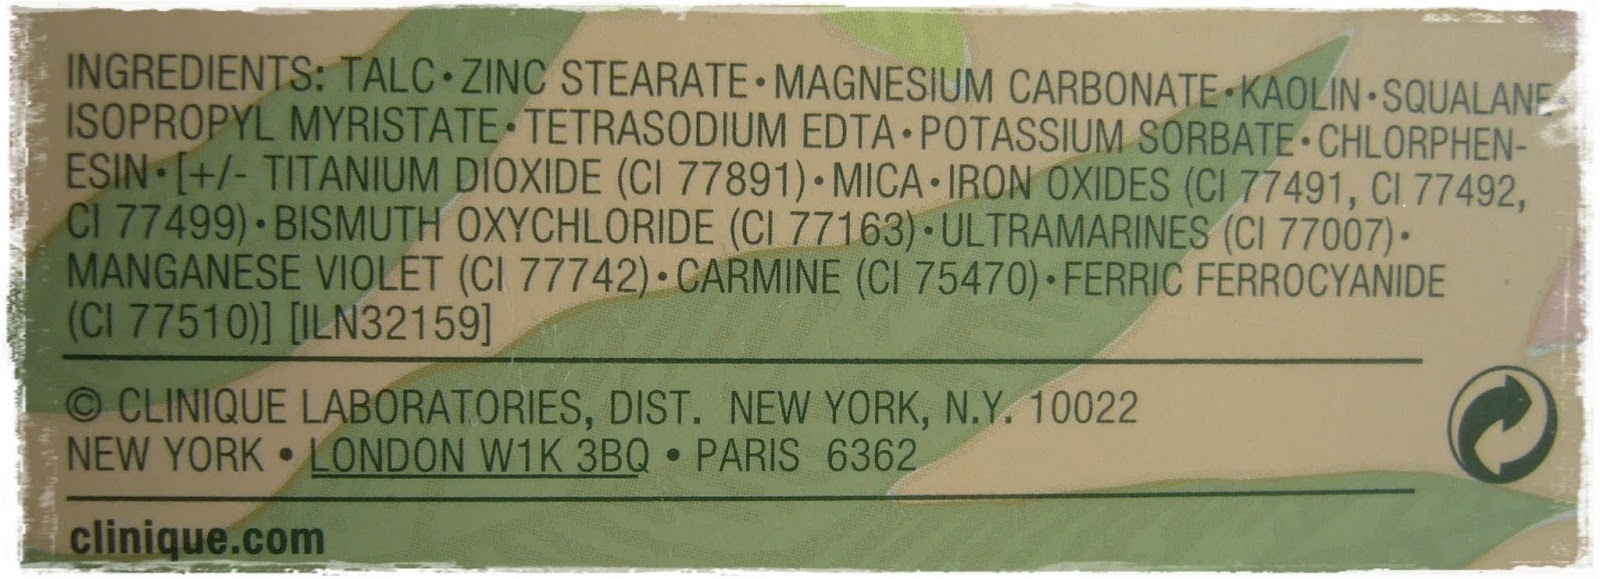 INGREDIENTS: TALC • ZINC STEARATE • MAGNESIUM CARBONATE • KAOLIN • SQUALANE •
ISOPROPYL MYRISTATE • TETRASODIUM EDTA • POTASSIUM SORBATE • CHLORPHEN-
ESIN • [+/- TITANIUM DIOXIDE (CI 77891) • MICA • IRON OXIDES (CI 77491, CI 77492,
CI 77499) • BISMUTH OXYCHLORIDE (CI 77163) • ULTRAMARINES (CI 77007) •
MANGANESE VIOLET (CI 77742) • CARMINE (CI 75470) • FERRIC FERROCYANIDE
(CI 77510)] [ILN32159]
© CLINIQUE LABORATORIES, DIST. NEW YORK, N.Y. 10022
NEW YORK • LONDON W1K 3BQ • PARIS 6362
clinique.com